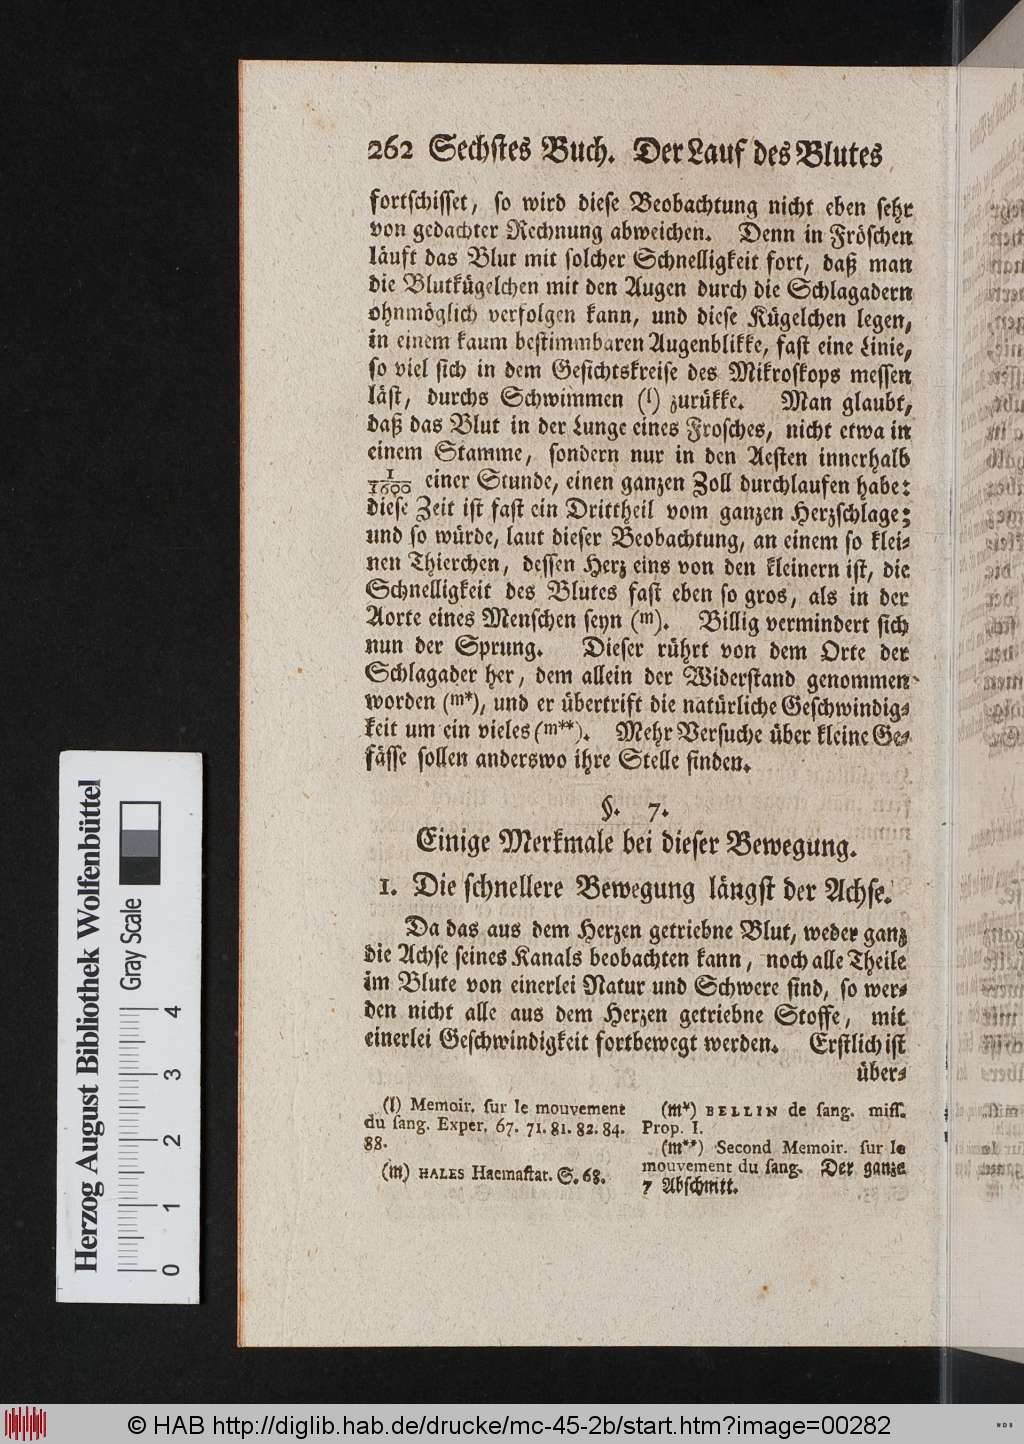 262 Sechstes Buch. Der Lauf des Blutes
fortschisset, so wird diese Beobachtung nicht eben sehr
von gedachter Rechnung abweichen. Denn in Fröschen
läuft das Blut mit solcher Schnelligkeit fort, daß man
die Blutkügelchen mit den Augen durch die Schlagadern
ohnmöglich verfolgen kann, und diese Kügelchen legen,
in einem kaum bestimmbaren Augenblikke, fast eine Linie,
so viel sich in dem Gesichtskreise des Mikroskops messen
läst, durchs Schwimmen (l) zurükke. Man glaubt,
daß das Blut in der Lunge eines Frosches, nicht etwa in
einem Stamme, sondern nur in den Aesten innerhalb
1/1600 einer Stunde, einen ganzen Zoll durchlaufen habe:
diese Zeit ist fast ein Drittheil vom ganzen Herzschlage;
und so würde, laut dieser Beobachtung, an einem so klei-
nen Thierchen, dessen Herz eins von den kleinern ist, die
Schnelligkeit des Blutes fast eben so gros, als in der
Aorte eines Menschen seyn (m). Billig vermindert sich
nun der Sprung. Dieser rührt von dem Orte der
Schlagader her, dem allein der Widerstand genommen
worden (m*), und er übertrift die natürliche Geschwindig-
keit um ein vieles (m**). Mehr Versuche über kleine Ge-
fässe sollen anderswo ihre Stelle finden.
§. 7.
Einige Merkmale bei dieser Bewegung.
1. Die schnellere Bewegung längst der Achse.
Da das aus dem Herzen getriebne Blut, weder ganz
die Achse seines Kanals beobachten kann, noch alle Theile
im Blute von einerlei Natur und Schwere sind, so wer-
den nicht alle aus dem Herzen getriebne Stoffe, mit
einerlei Geschwindigkeit fortbewegt werden. Erstlich ist
über-
(l) Memoir. sur le mouvement
du sang. Exper. 67. 71. 81. 82. 84.
88.
(m) HALES Haemastat. S. 68.
(m*) BELLIN de sang. miss.
Prop. I.
(m**) Second Memoir. sur le
mouvement du sang. Der ganze
7 Abschnitt.
Herzog August Bibliothek Wolfenbüttel
Gray Scale
0 1 2 3 4
© HAB http://diglib.hab.de/drucke/mc-45-2b/start.htm?image=00282